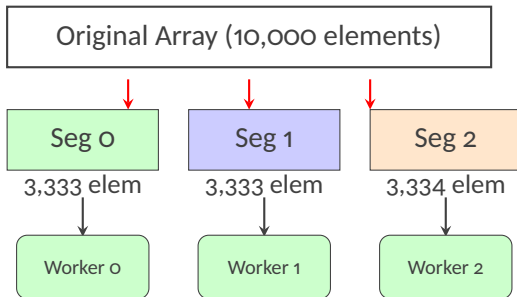 Original Array (10,000 elements)
Seg 0 Seg 1 Seg 2
3,333 elem 3,333 elem 3,334 elem
Worker 0 Worker 1 Worker 2